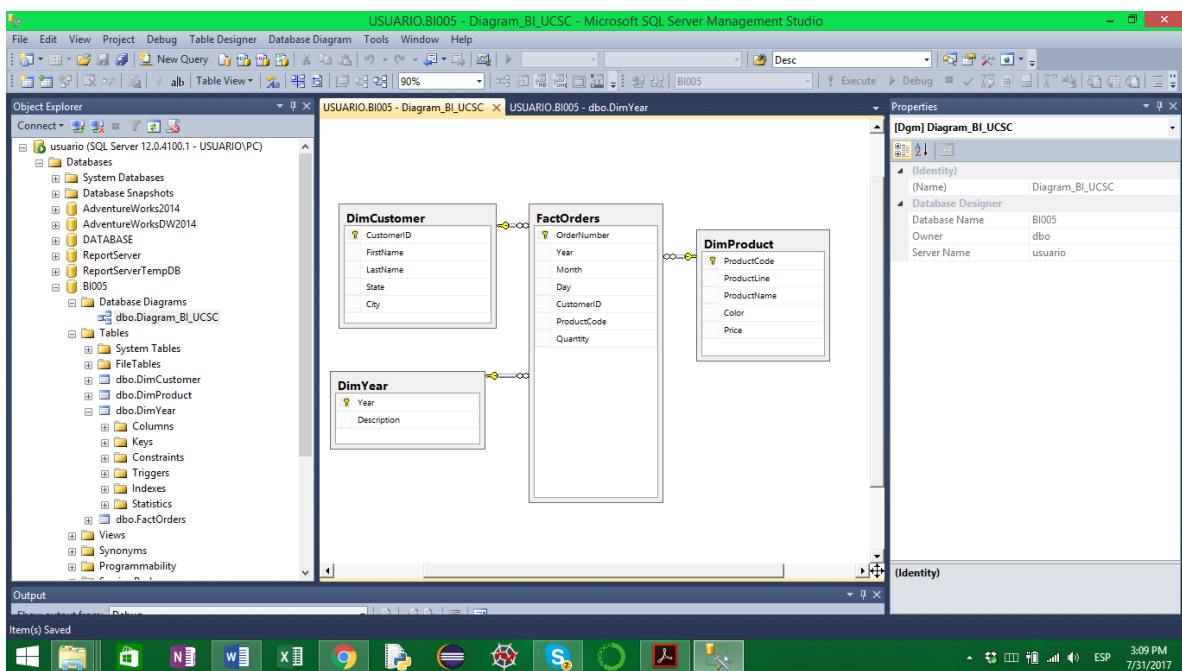 USUARIO.BI005 - Diagram_BI_UCSC - Microsoft SQL Server Management Studio
File Edit View Project Debug Table Designer Database Diagram Tools Window Help
New Query Desc
alb Table View 90% BI005 Execute Debug
Object Explorer
Connect
usuario (SQL Server 12.0.4100.1 - USUARIO\PC)
Databases
System Databases
Database Snapshots
AdventureWorks2014
AdventureWorksDW2014
DATABASE
ReportServer
ReportServerTempDB
BI005
Database Diagrams
dbo.Diagram_BI_UCSC
Tables
System Tables
FileTables
dbo.DimCustomer
dbo.DimProduct
dbo.DimYear
Columns
Keys
Constraints
Triggers
Indexes
Statistics
dbo.FactOrders
Views
Synonyms
Programmability
USUARIO.BI005 - Diagram_BI_UCSC USUARIO.BI005 - dbo.DimYear
DimCustomer
CustomerID
FirstName
LastName
State
City
FactOrders
OrderNumber
Year
Month
Day
CustomerID
ProductCode
Quantity
DimProduct
ProductCode
ProductLine
ProductName
Color
Price
DimYear
Year
Description
Properties
[Dgm] Diagram_BI_UCSC
(Identity)
(Name) Diagram_BI_UCSC
Database Designer
Database Name BI005
Owner dbo
Server Name usuario
(Identity)
Output
Item(s) Saved
ESP
3:09 PM
7/31/2017